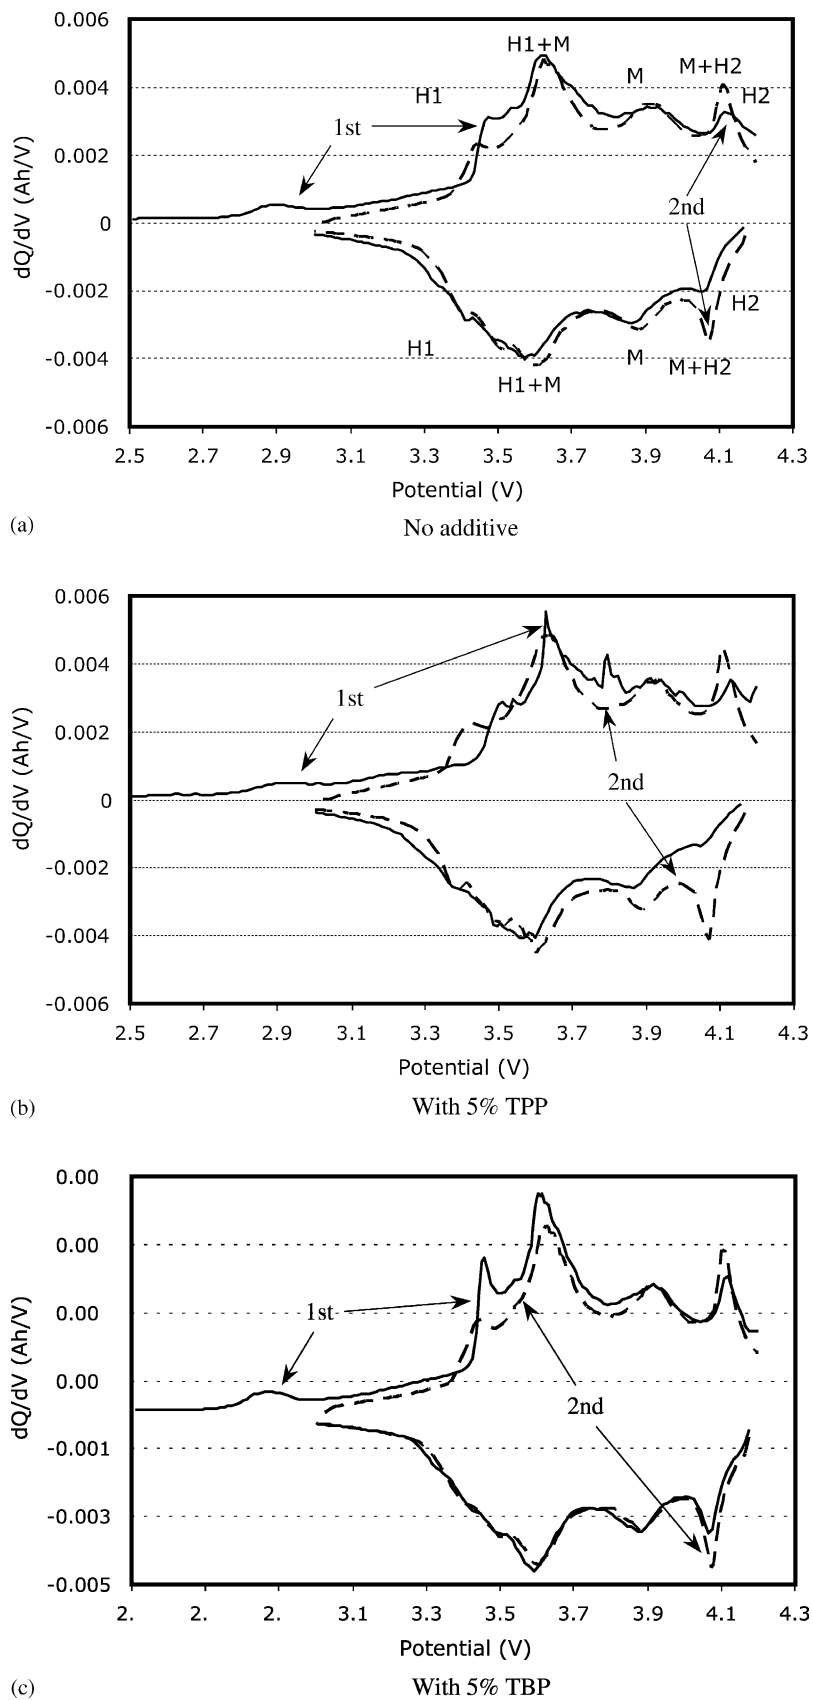 0.006
H1+M
M
M+H2
0.004
H1
H2
1st
0.002
2nd
0
-0.002
H2
H1
M
M+H2
-0.004
H1+M
-0.006
2.5 2.7 2.9 3.1 3.3 3.5 3.7 3.9 4.1 4.3
dQ/dV (Ah/V)
Potential (V)
(a) No additive
0.006
0.004
1st
0.002
2nd
0
-0.002
-0.004
-0.006
2.5 2.7 2.9 3.1 3.3 3.5 3.7 3.9 4.1 4.3
dQ/dV (Ah/V)
Potential (V)
(b) With 5% TPP
0.00
0.00
0.00
1st
0.00
2nd
-0.001
-0.003
-0.005
2. 2. 2. 3.1 3.3 3.5 3.7 3.9 4.1 4.3
dQ/dV (Ah/V)
Potential (V)
(c) With 5% TBP